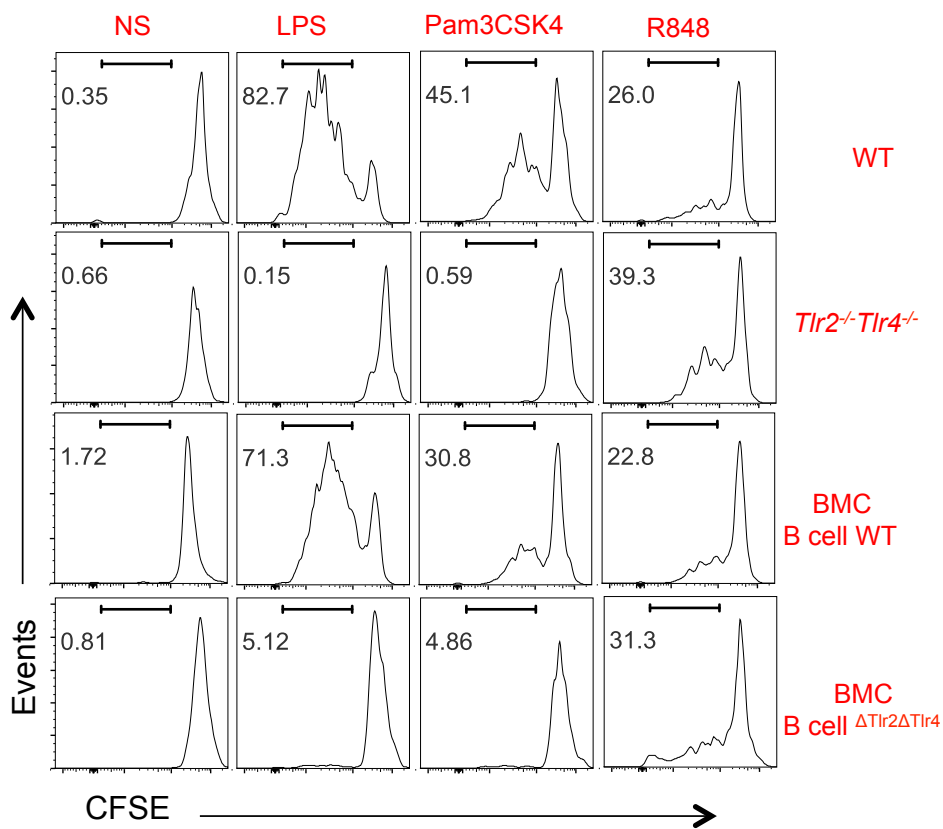 NS LPS Pam3CSK4 R848
0.35 82.7 45.1 26.0
WT
0.66 0.15 0.59 39.3
Tlr2-/-Tlr4-/-
1.72 71.3 30.8 22.8
BMC
B cell WT
0.81 5.12 4.86 31.3
BMC
B cell ΔTlr2ΔTlr4
Events
CFSE